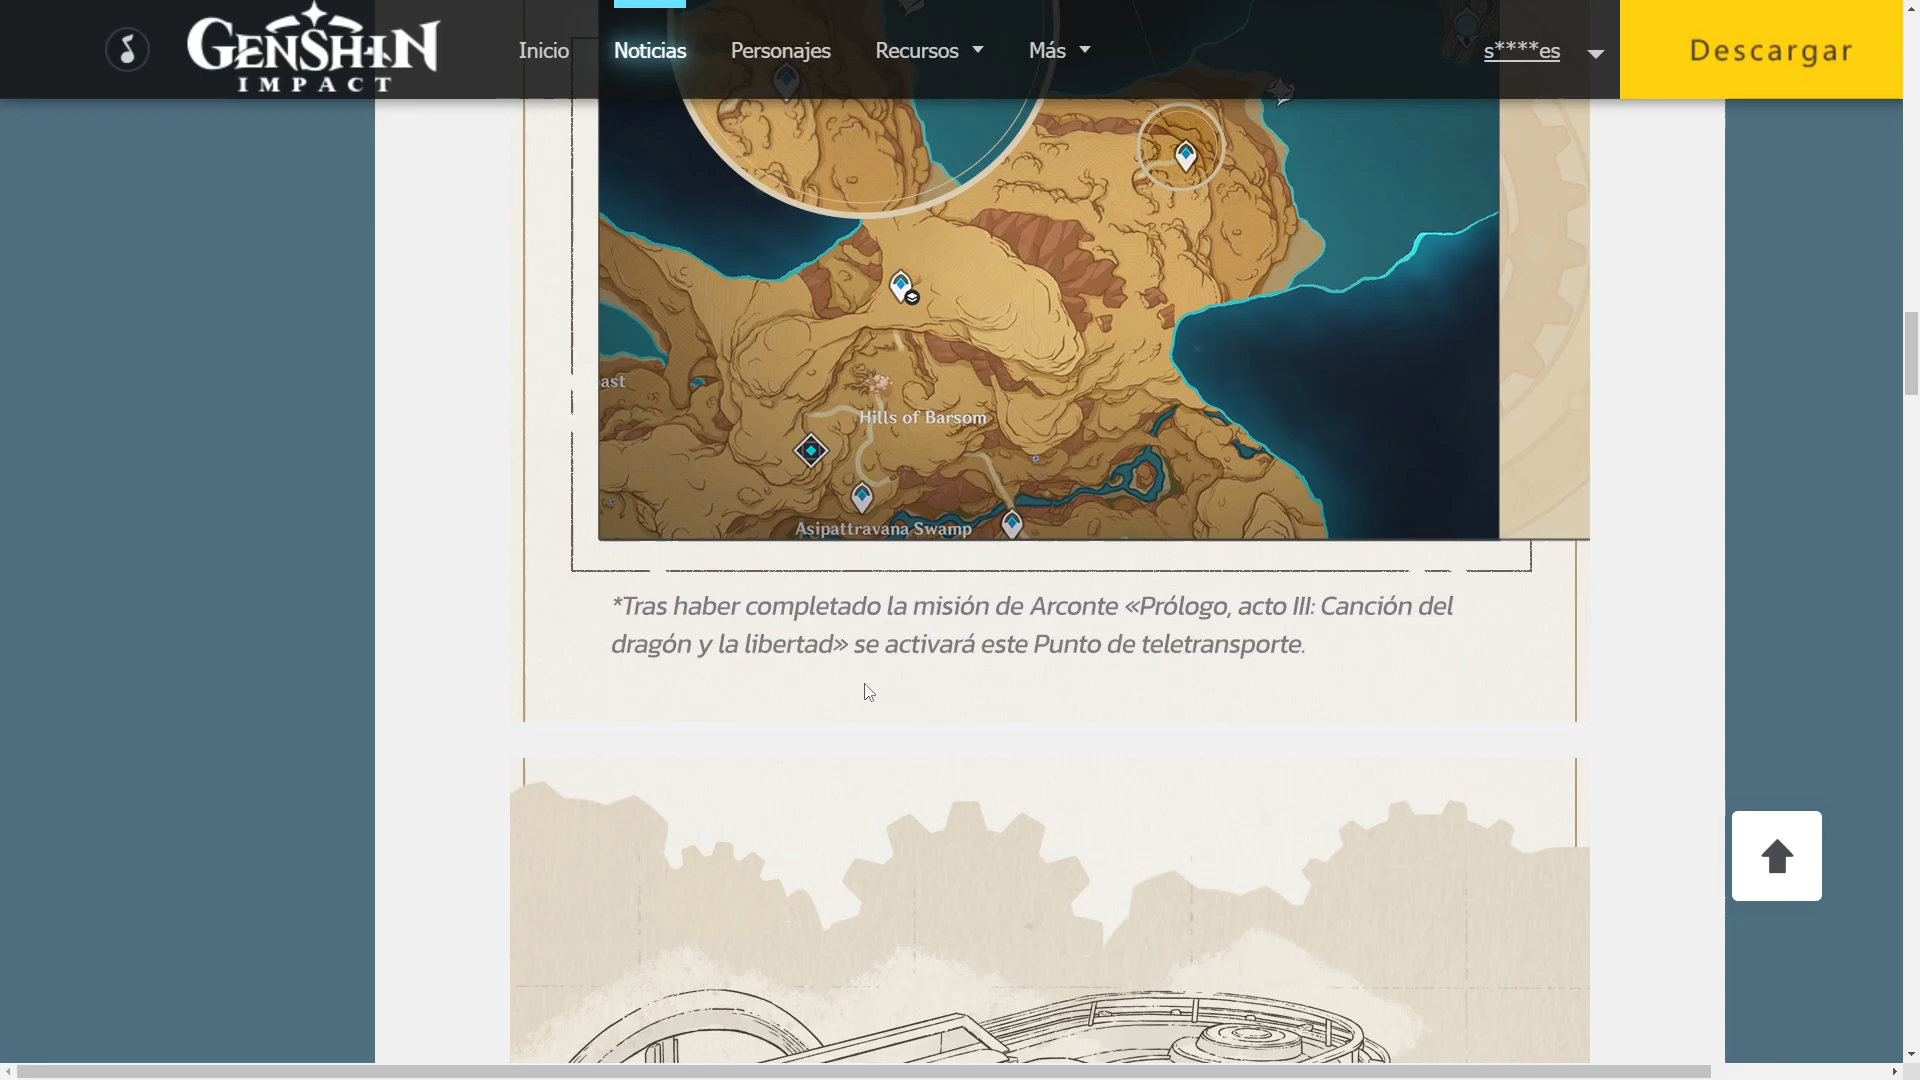 GENSHIN
IMPACT
Inicio
Noticias
Personajes
Recursos
Más
s****es
Descargar
ast
Hills of Barsom
Asipattravana Swamp
*Tras haber completado la misión de Arconte «Prólogo, acto III: Canción del
dragón y la libertad» se activará este Punto de teletransporte.